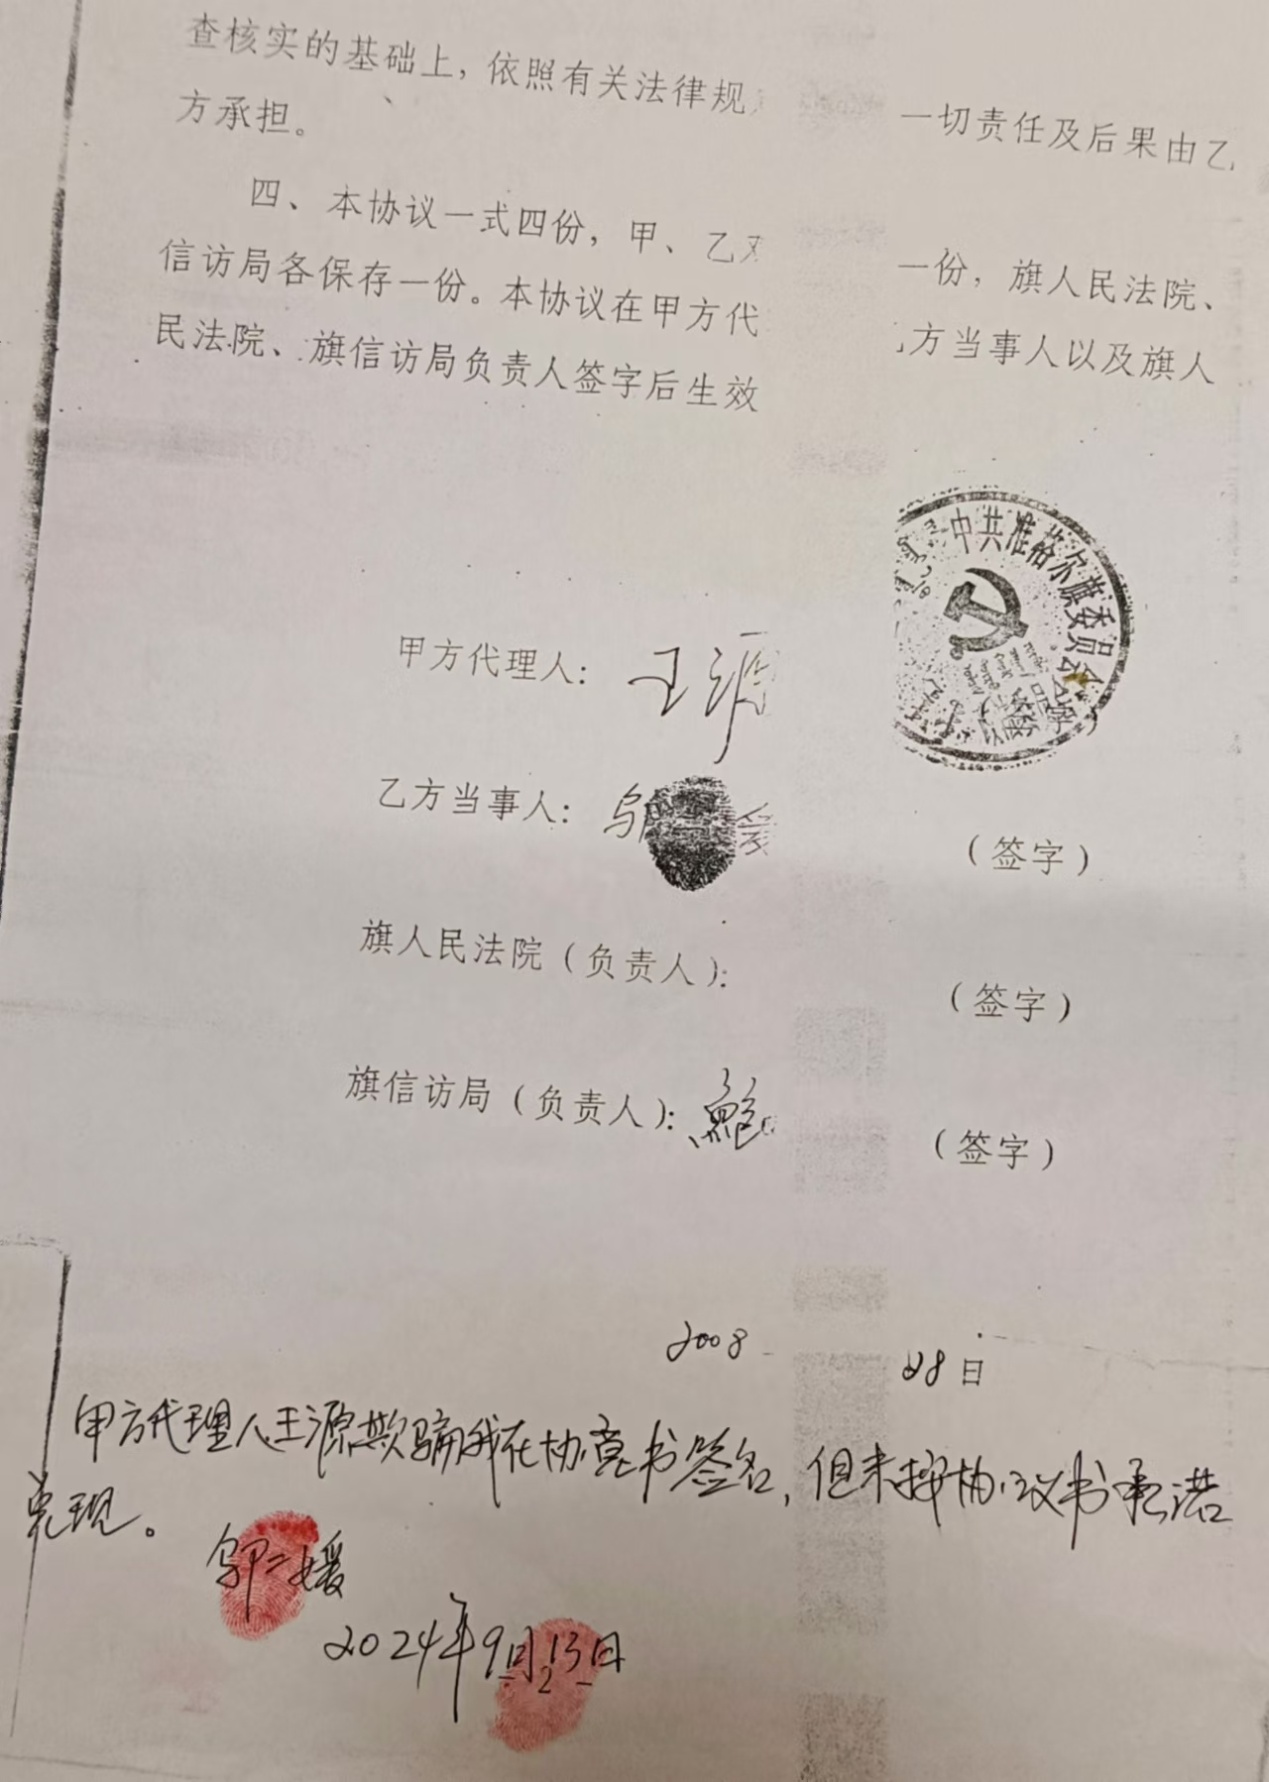 查核实的基础上，依照有关法律规 一切责任及后果由乙
方承担。
四、本协议一式四份，甲、乙 一份，旗人民法院、
信访局各保存一份。本协议在甲方代 方当事人以及旗人
民法院、旗信访局负责人签字后生效
中共准格尔旗委员会
甲方代理人：王源
乙方当事人：邬 媛 （签字）
旗人民法院（负责人）： （签字）
旗信访局（负责人）：鲍 （签字）
2008 28日
甲方代理人王源欺骗我在协意书签名，但未按协议书承诺
兑现。
邬二媛
2024年9月13日